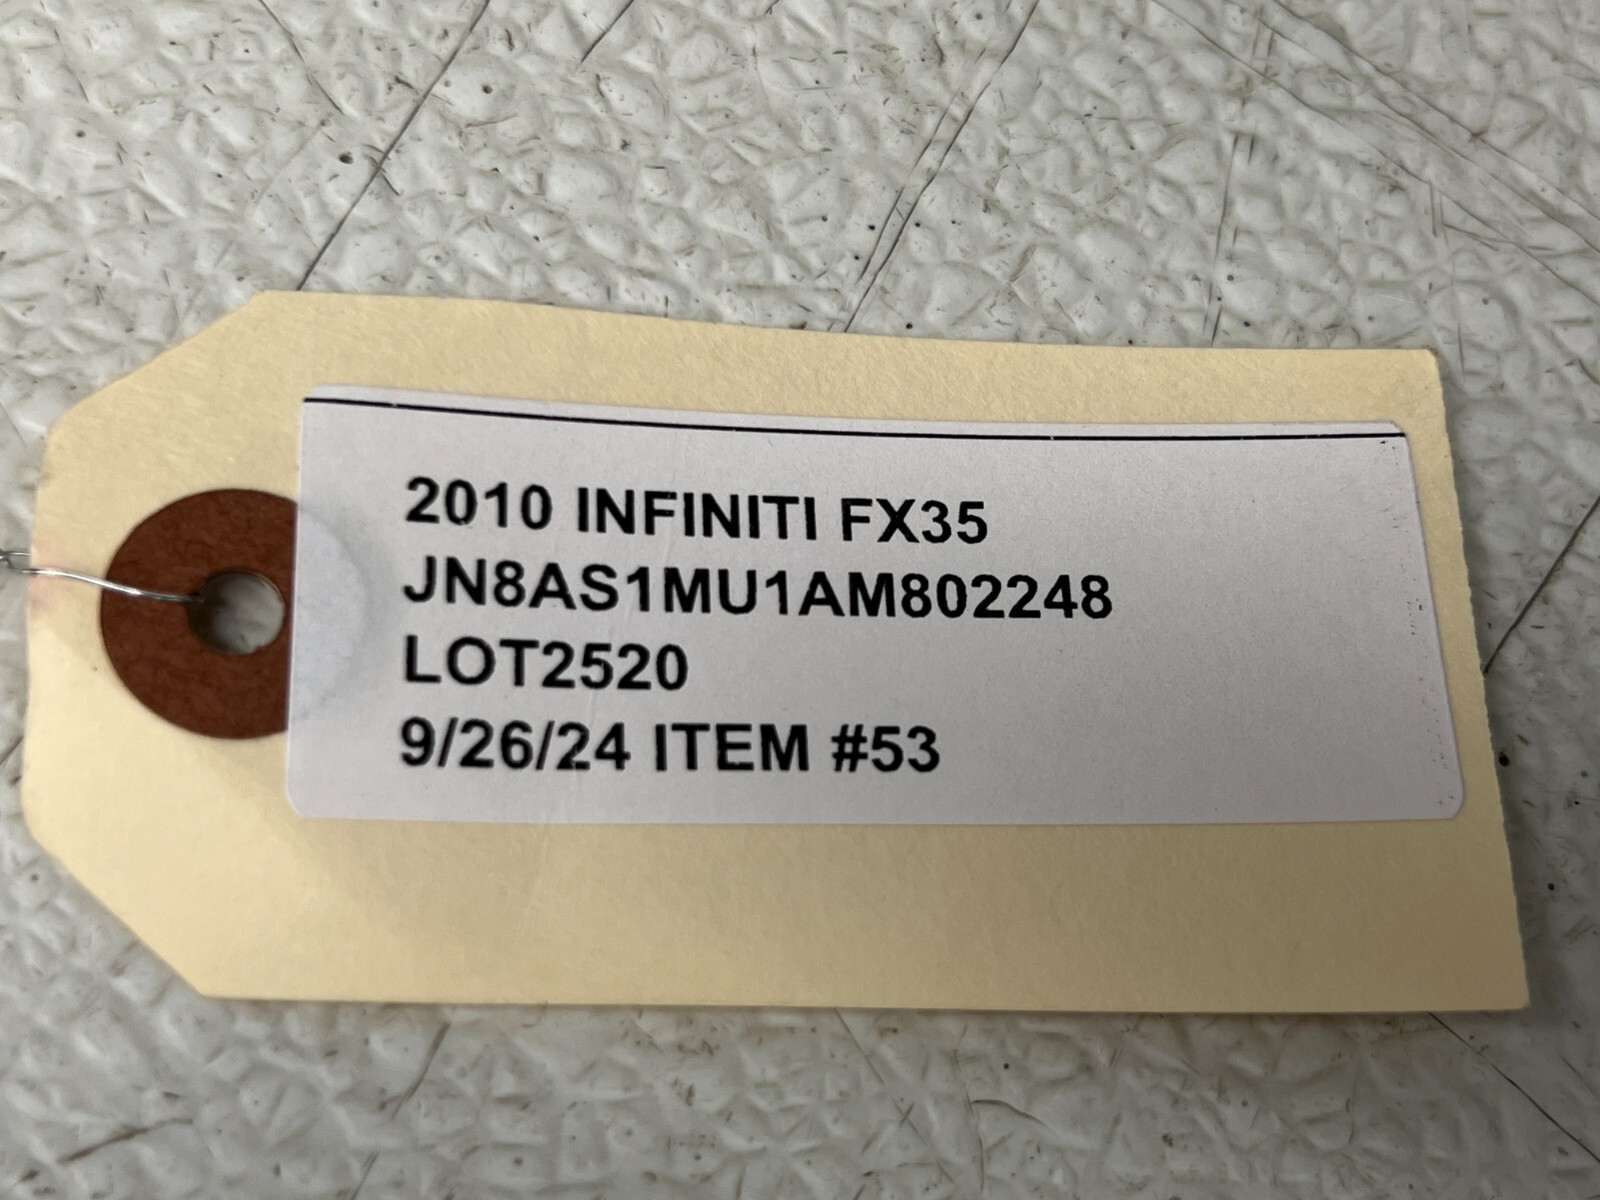 2010 INFINITI FX35
JN8AS1MU1AM802248
LOT2520
9/26/24 ITEM #53